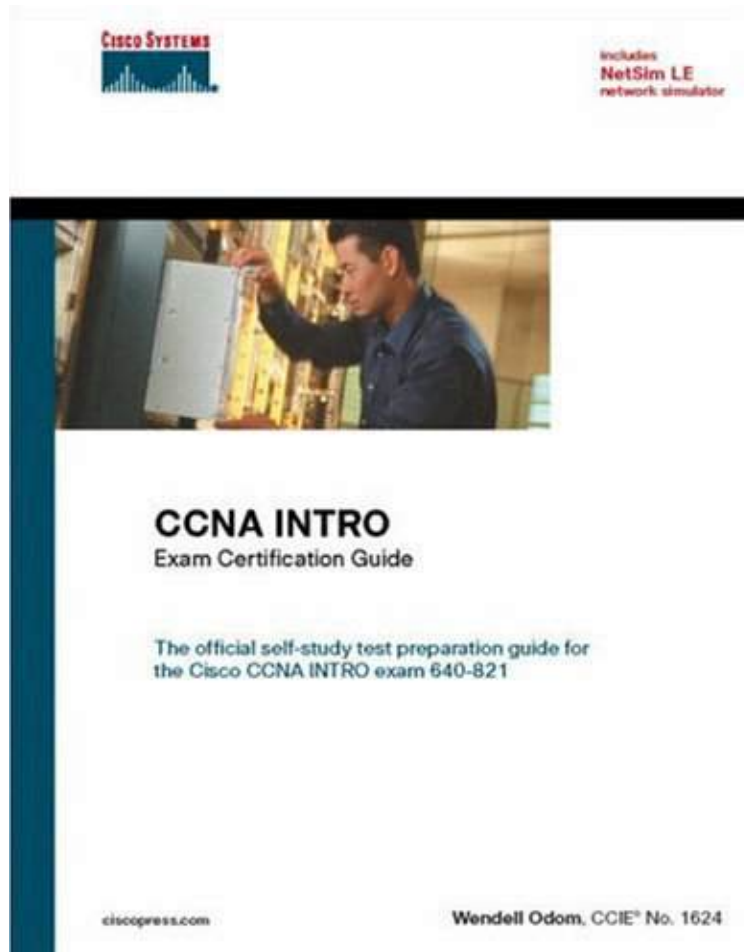 CISCO SYSTEMS
includes
NetSim LE
network simulator
CCNA INTRO
Exam Certification Guide
The official self-study test preparation guide for
the Cisco CCNA INTRO exam 640-821
ciscopress.com
Wendell Odom, CCIE® No. 1624